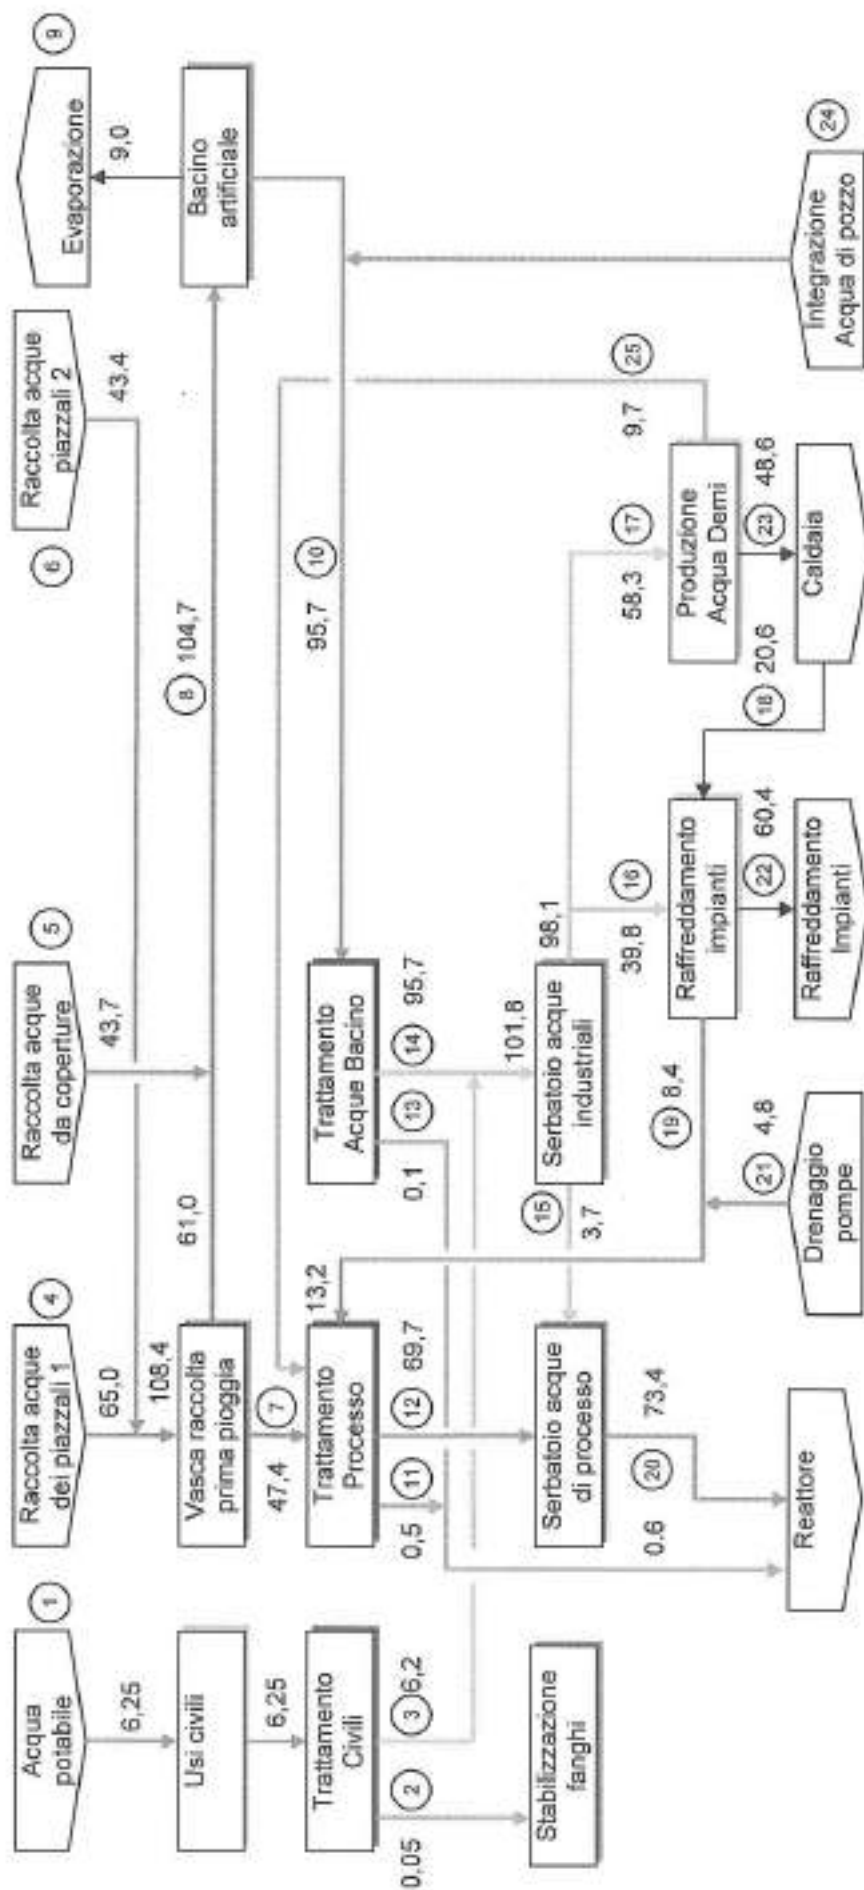 Acqua
potabile
1
6,25
Usi civili
6,25
Trattamento
Civili
2
0,05
3
6,2
Stabilizzazione
fanghi
Raccolta acque
dei piazzali 1
4
65,0
108,4
Vasca raccolta
prima pioggia
61,0
47,4
7
Trattamento
Processo
13,2
0,5
11
12
69,7
Serbatoio acque
di processo
0.6
20
73,4
Reattore
Raccolta acque
da coperture
5
43,7
8
104,7
Trattamento
Acque Bacino
0,1
13
14
95,7
101,8
Serbatoio acque
industriali
15
3,7
98,1
39,8
16
19
8,4
Raffreddamento
impianti
22
60,4
Raffreddamento
Impianti
21
4,8
Drenaggio
pompe
Raccolta acque
piazzali 2
6
43.4
Evaporazione
9
9,0
Bacino
artificiale
95,7
10
58,3
17
9,7
25
Produzione
Acqua Demi
23
48,6
18
20,6
Caldaia
Integrazione
Acqua di pozzo
24